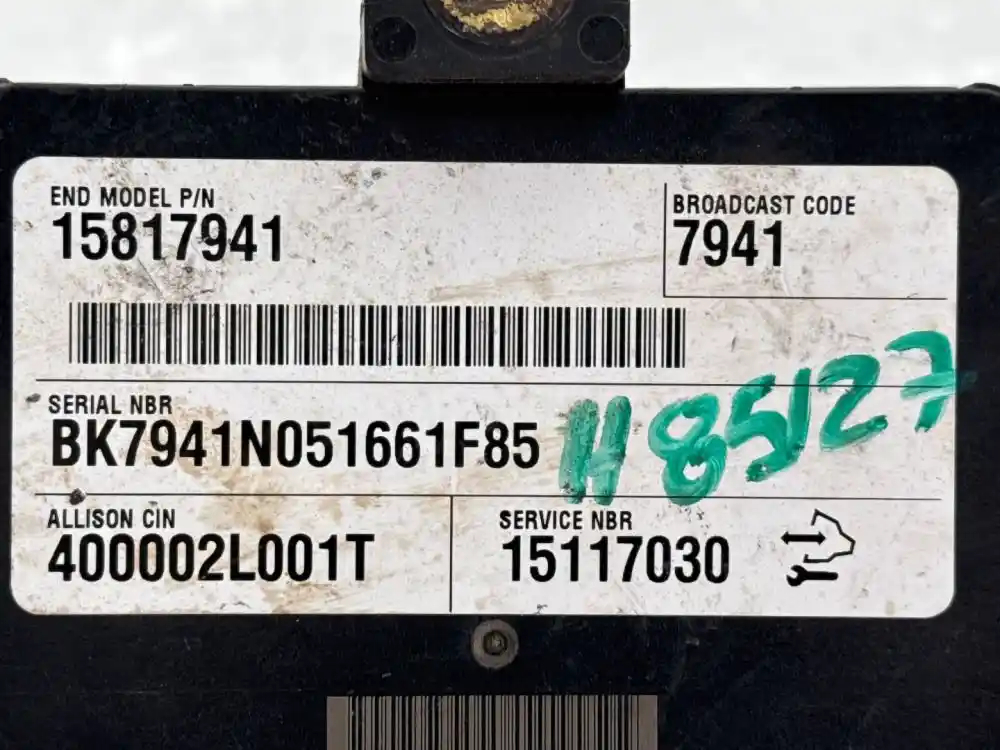 END MODEL P/N
15817941
BROADCAST CODE
7941
SERIAL NBR
BK7941N051661F85
H85127
ALLISON CIN
400002L001T
SERVICE NBR
15117030